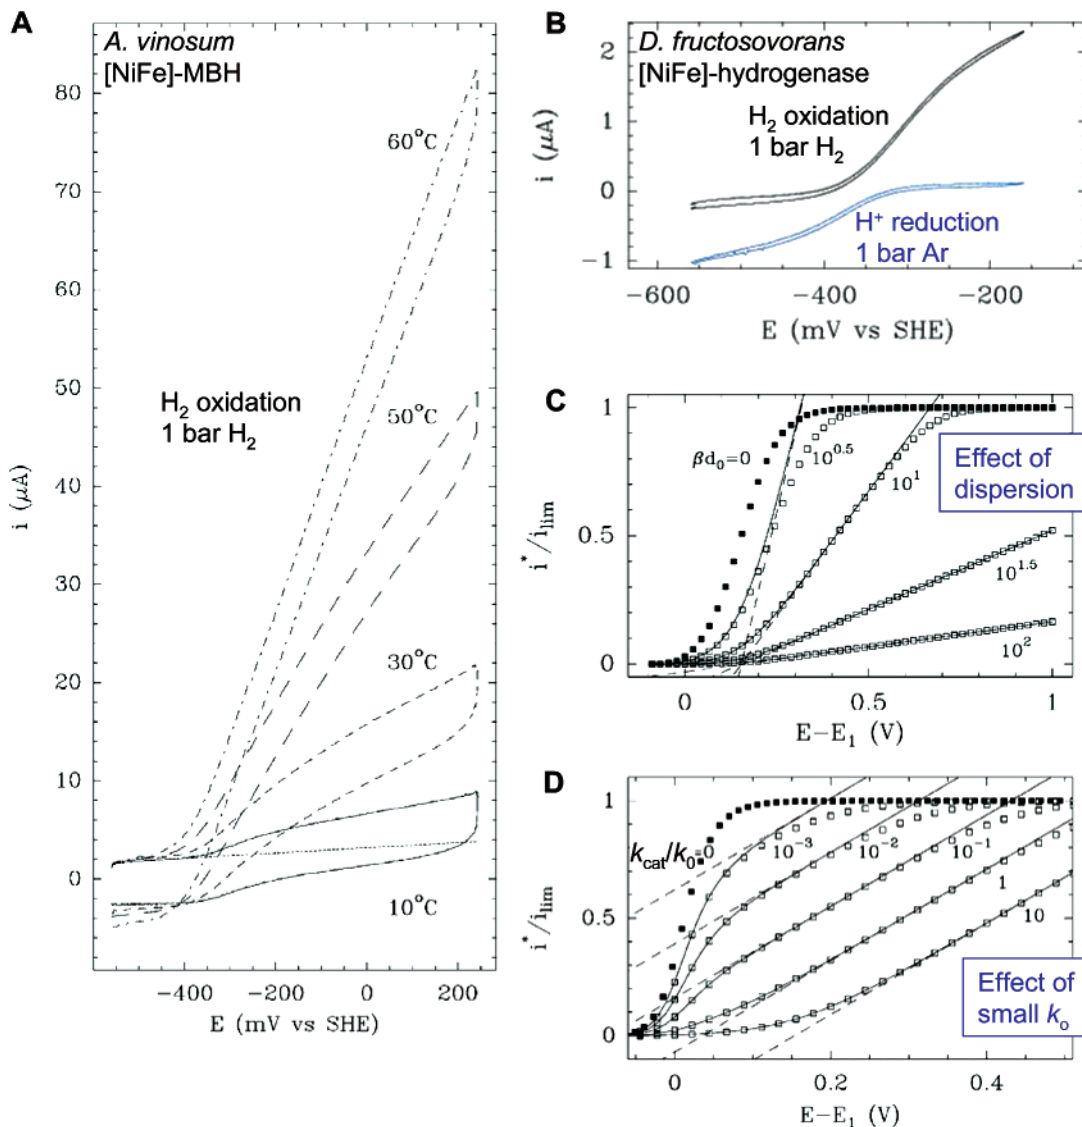 A
A. vinosum
[NiFe]-MBH
80
60°C
70
60
H₂ oxidation
1 bar H₂
50
50°C
40
i (μA)
30
30°C
20
10
0
10°C
−400
−200
0
200
E (mV vs SHE)
B
D. fructosovorans
[NiFe]-hydrogenase
2
H₂ oxidation
1 bar H₂
i (μA)
1
0
H⁺ reduction
1 bar Ar
−1
−600
−400
−200
E (mV vs SHE)
C
1
βd₀=0
10^0.5
10^1
Effect of
dispersion
i*/i_lim
0.5
10^1.5
10^2
0
0
0.5
1
E−E₁ (V)
D
1
k_cat/k₀=0
10^−3
10^−2
10^−1
1
10
i*/i_lim
0.5
Effect of
small k_o
0
0
0.2
0.4
E−E₁ (V)